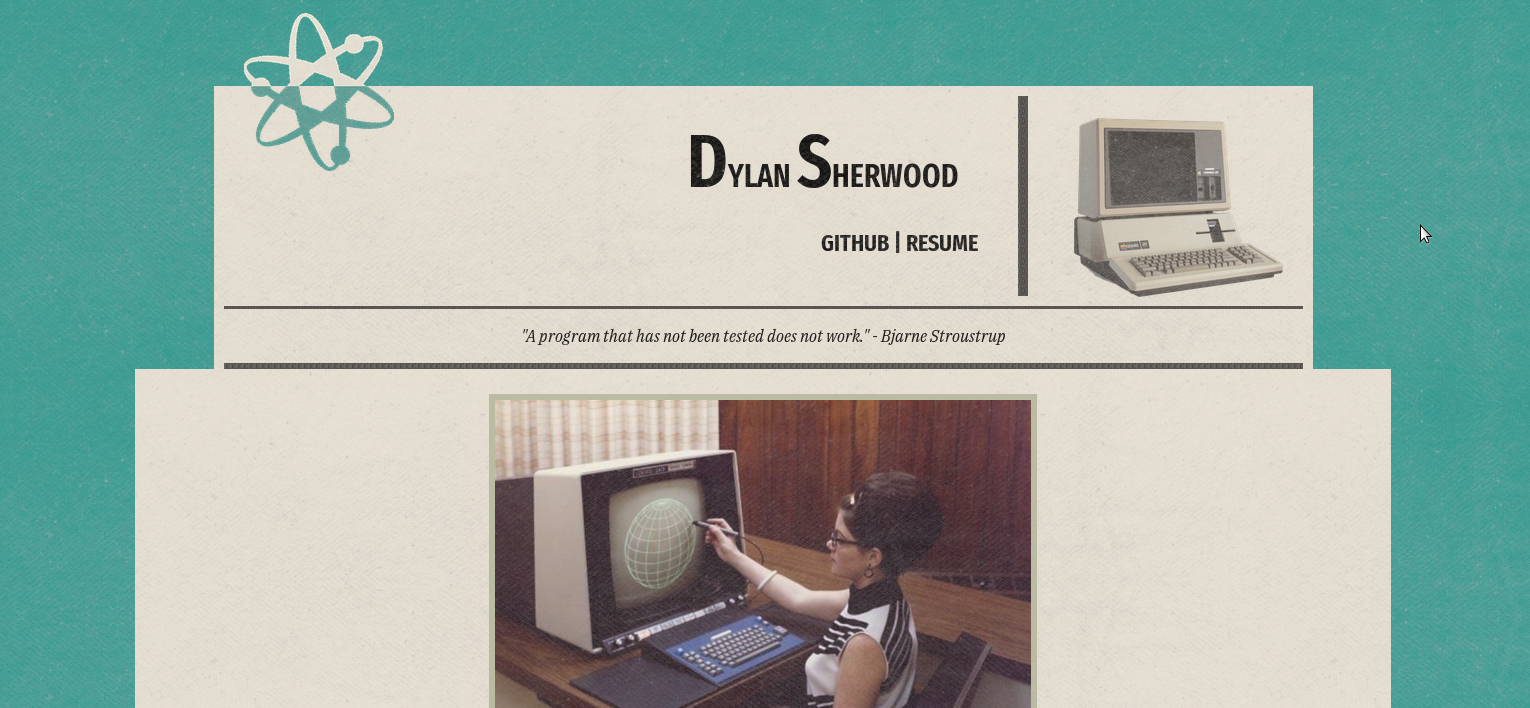 Dylan Sherwood
GITHUB | RESUME
"A program that has not been tested does not work." - Bjarne Stroustrup